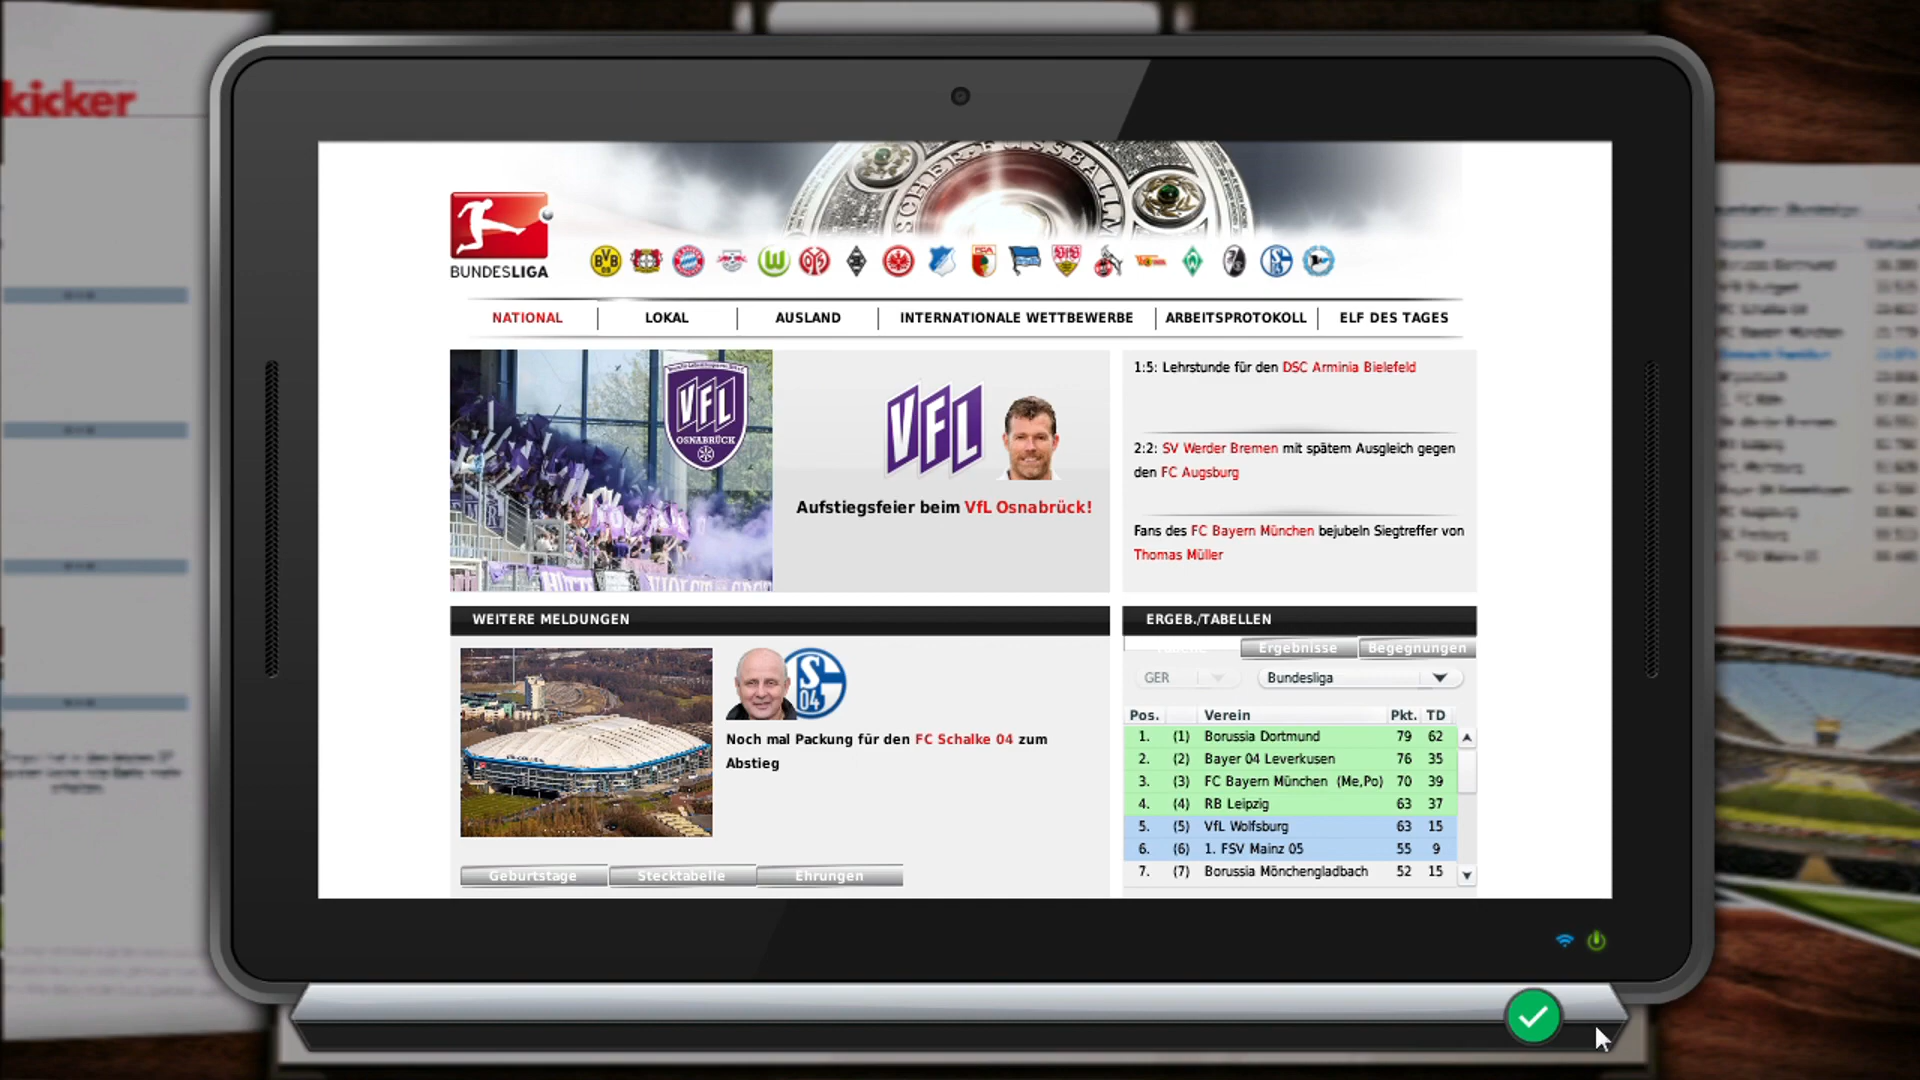 kicker
SCHER.FUSSBALLM
BUNDESLIGA
NATIONAL
LOKAL
AUSLAND
INTERNATIONALE WETTBEWERBE
ARBEITSPROTOKOLL
ELF DES TAGES
VFL
OSNABRÜCK
VFL
Aufstiegsfeier beim VfL Osnabrück!
1:5: Lehrstunde für den DSC Arminia Bielefeld
2:2: SV Werder Bremen mit spätem Ausgleich gegen
den FC Augsburg
Fans des FC Bayern München bejubeln Siegtreffer von
Thomas Müller
WEITERE MELDUNGEN
Noch mal Packung für den FC Schalke 04 zum
Abstieg
Geburtstage
Stecktabelle
Ehrungen
ERGEB./TABELLEN
Ergebnisse
Begegnungen
GER
Bundesliga
Pos. Verein Pkt. TD
1. (1) Borussia Dortmund 79 62
2. (2) Bayer 04 Leverkusen 76 35
3. (3) FC Bayern München (Me,Po) 70 39
4. (4) RB Leipzig 63 37
5. (5) VfL Wolfsburg 63 15
6. (6) 1. FSV Mainz 05 55 9
7. (7) Borussia Mönchengladbach 52 15